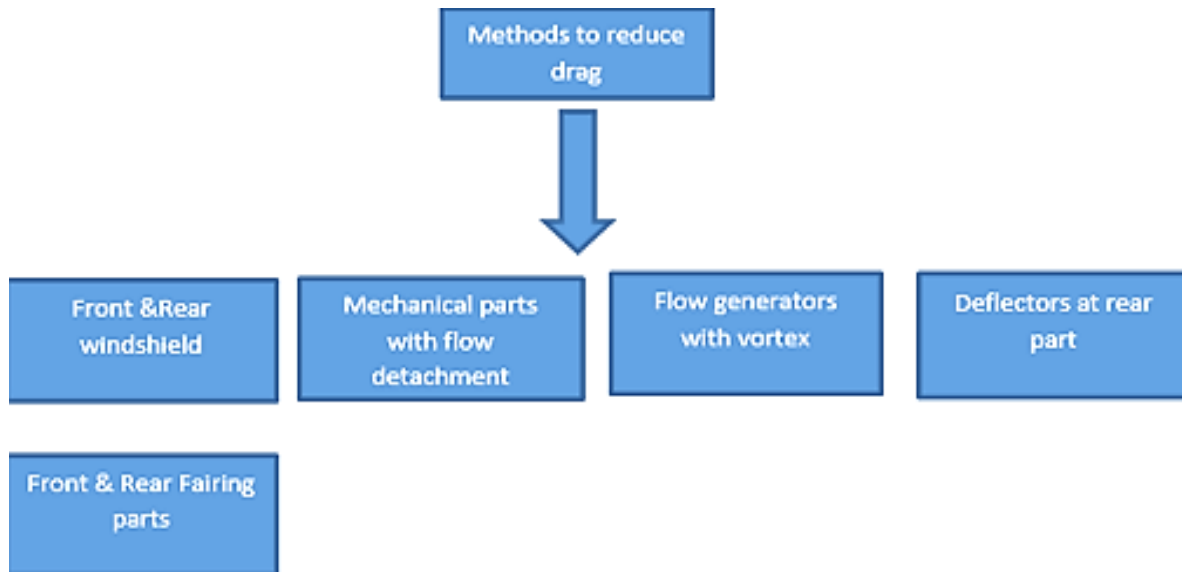 Methods to reduce
drag
Front &Rear
windshield
Mechanical parts
with flow
detachment
Flow generators
with vortex
Deflectors at rear
part
Front & Rear Fairing
parts